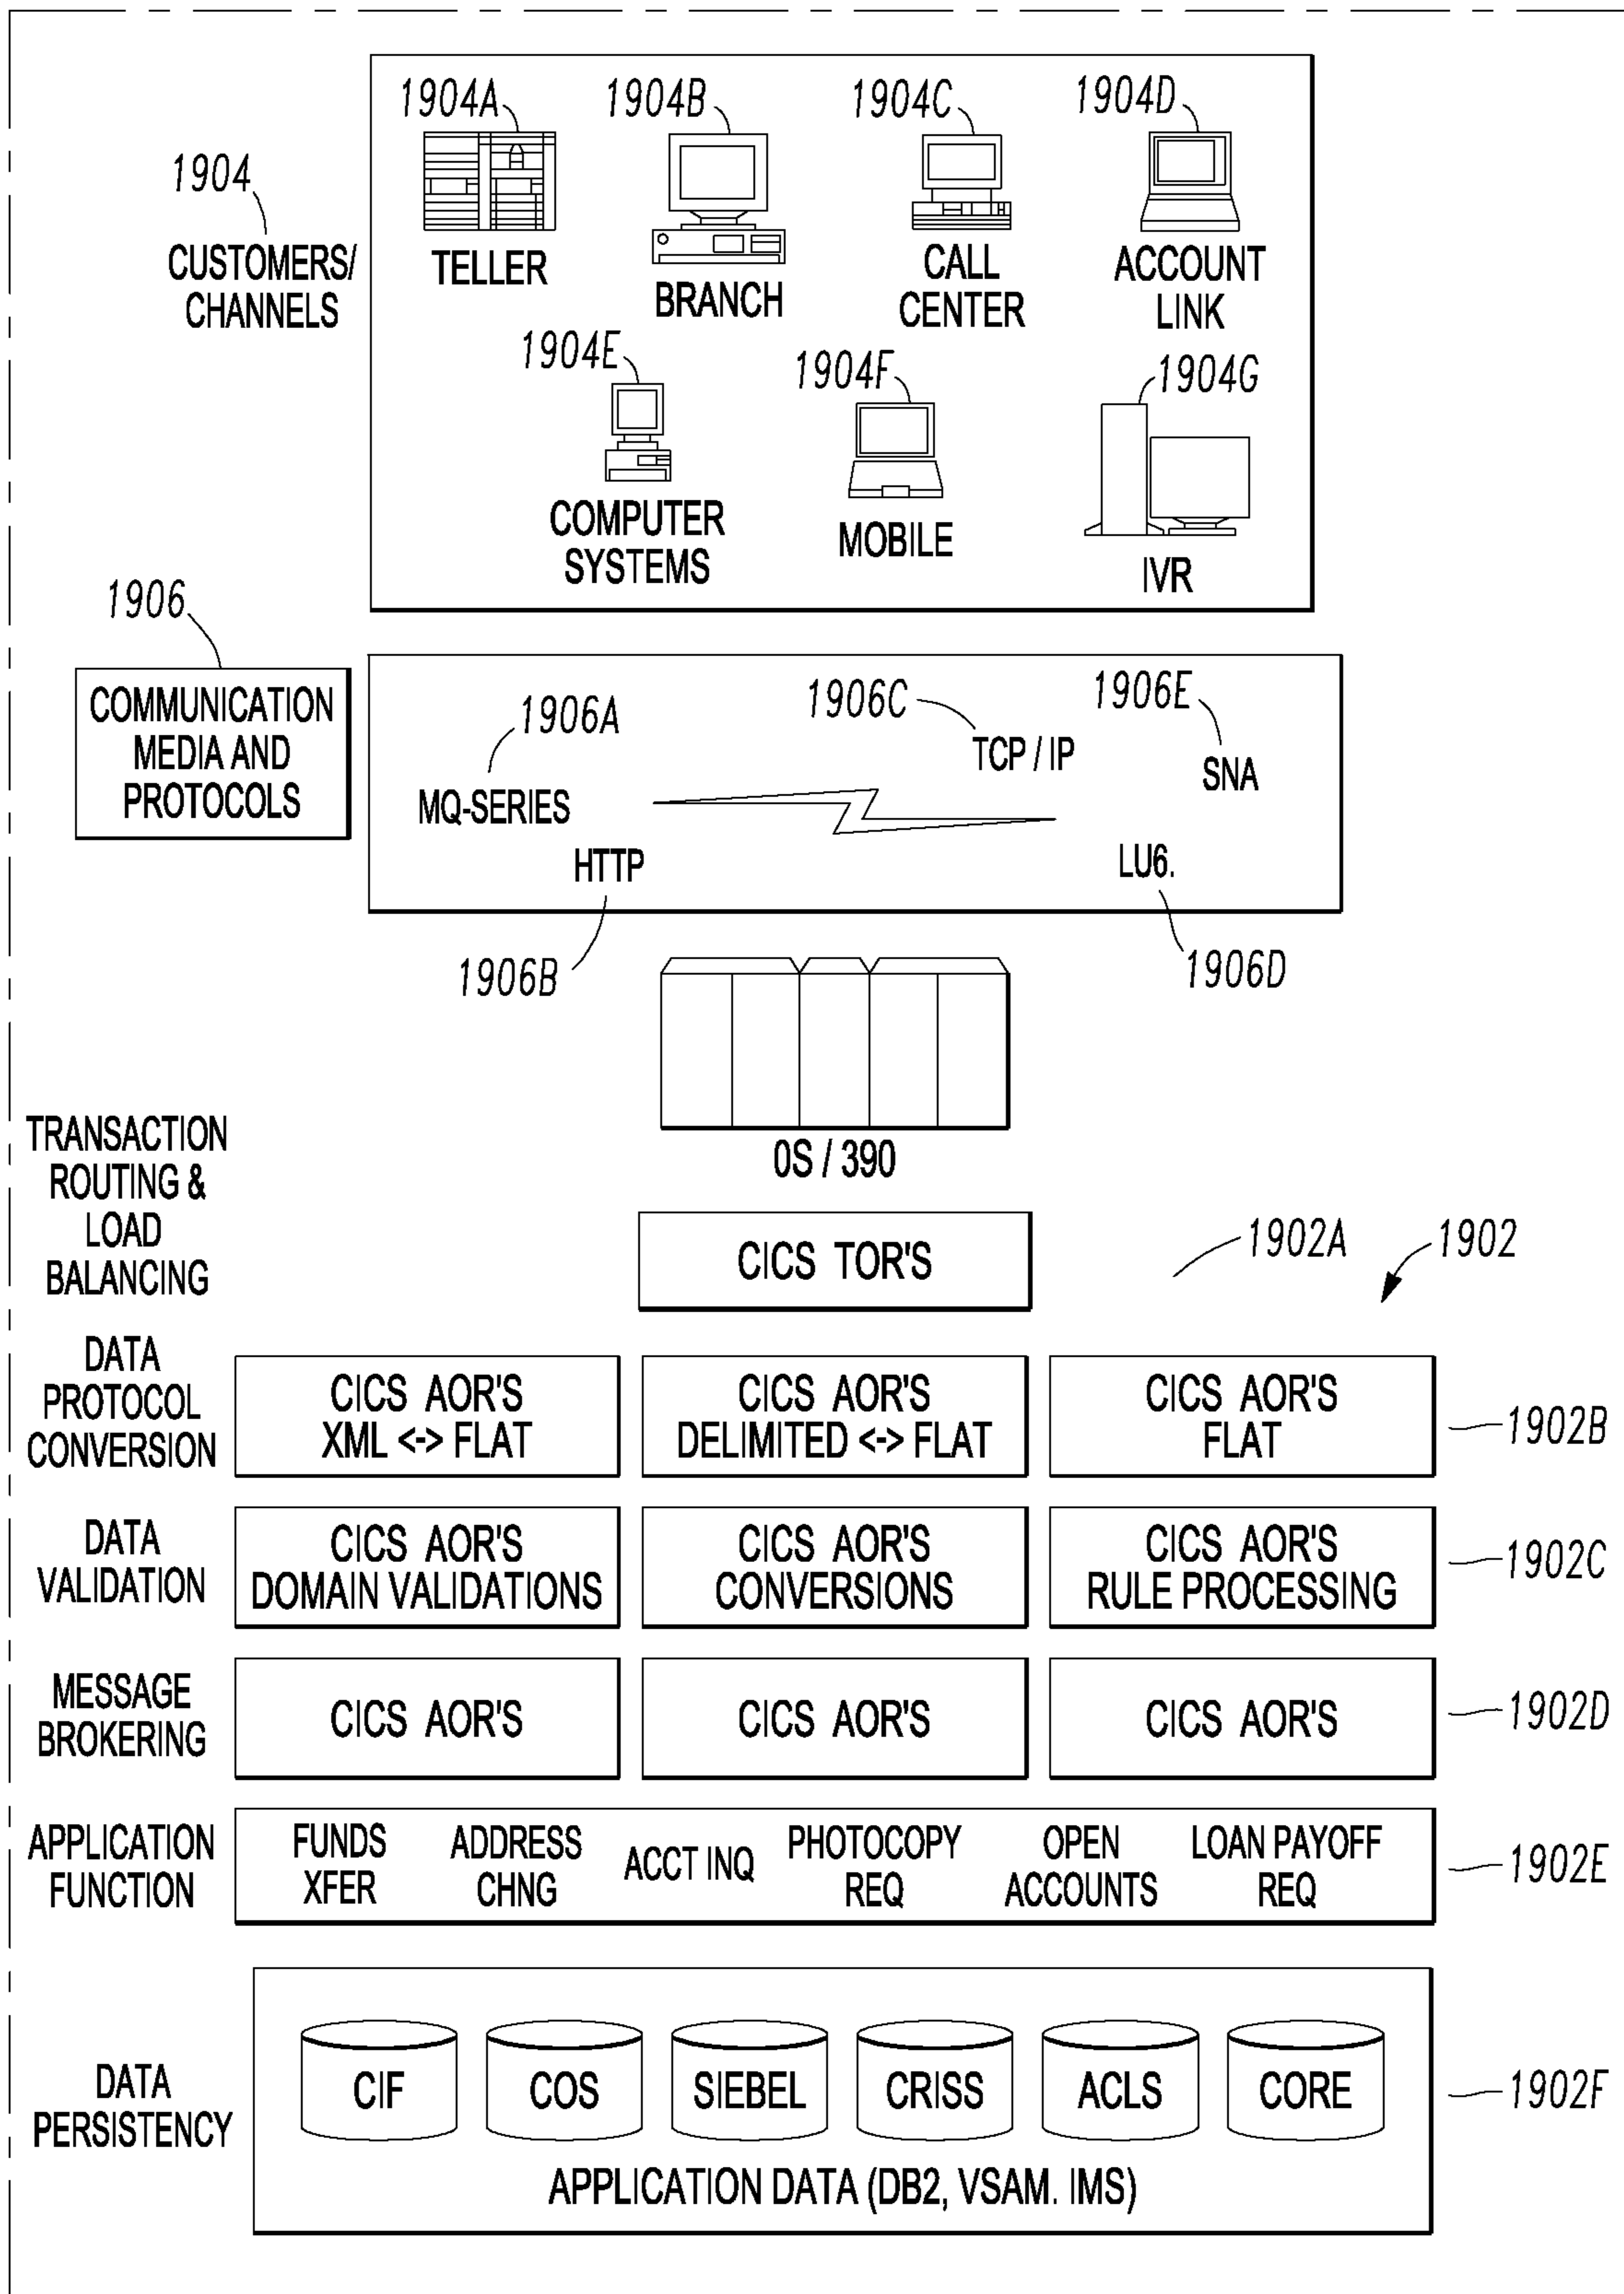 1904A
1904B
1904C
1904D
1904
CUSTOMERS/
CHANNELS
TELLER
BRANCH
CALL
CENTER
ACCOUNT
LINK
1904E
1904F
1904G
COMPUTER
SYSTEMS
MOBILE
IVR
1906
COMMUNICATION
MEDIA AND
PROTOCOLS
1906A
1906C
1906E
TCP / IP
SNA
MQ-SERIES
HTTP
LU6.
1906B
1906D
OS / 390
TRANSACTION
ROUTING &
LOAD
BALANCING
CICS TOR'S
1902A
1902
DATA
PROTOCOL
CONVERSION
CICS AOR'S
XML <-> FLAT
CICS AOR'S
DELIMITED <-> FLAT
CICS AOR'S
FLAT
1902B
DATA
VALIDATION
CICS AOR'S
DOMAIN VALIDATIONS
CICS AOR'S
CONVERSIONS
CICS AOR'S
RULE PROCESSING
1902C
MESSAGE
BROKERING
CICS AOR'S
CICS AOR'S
CICS AOR'S
1902D
APPLICATION
FUNCTION
FUNDS
XFER
ADDRESS
CHNG
ACCT INQ
PHOTOCOPY
REQ
OPEN
ACCOUNTS
LOAN PAYOFF
REQ
1902E
DATA
PERSISTENCY
CIF
COS
SIEBEL
CRISS
ACLS
CORE
1902F
APPLICATION DATA (DB2, VSAM. IMS)